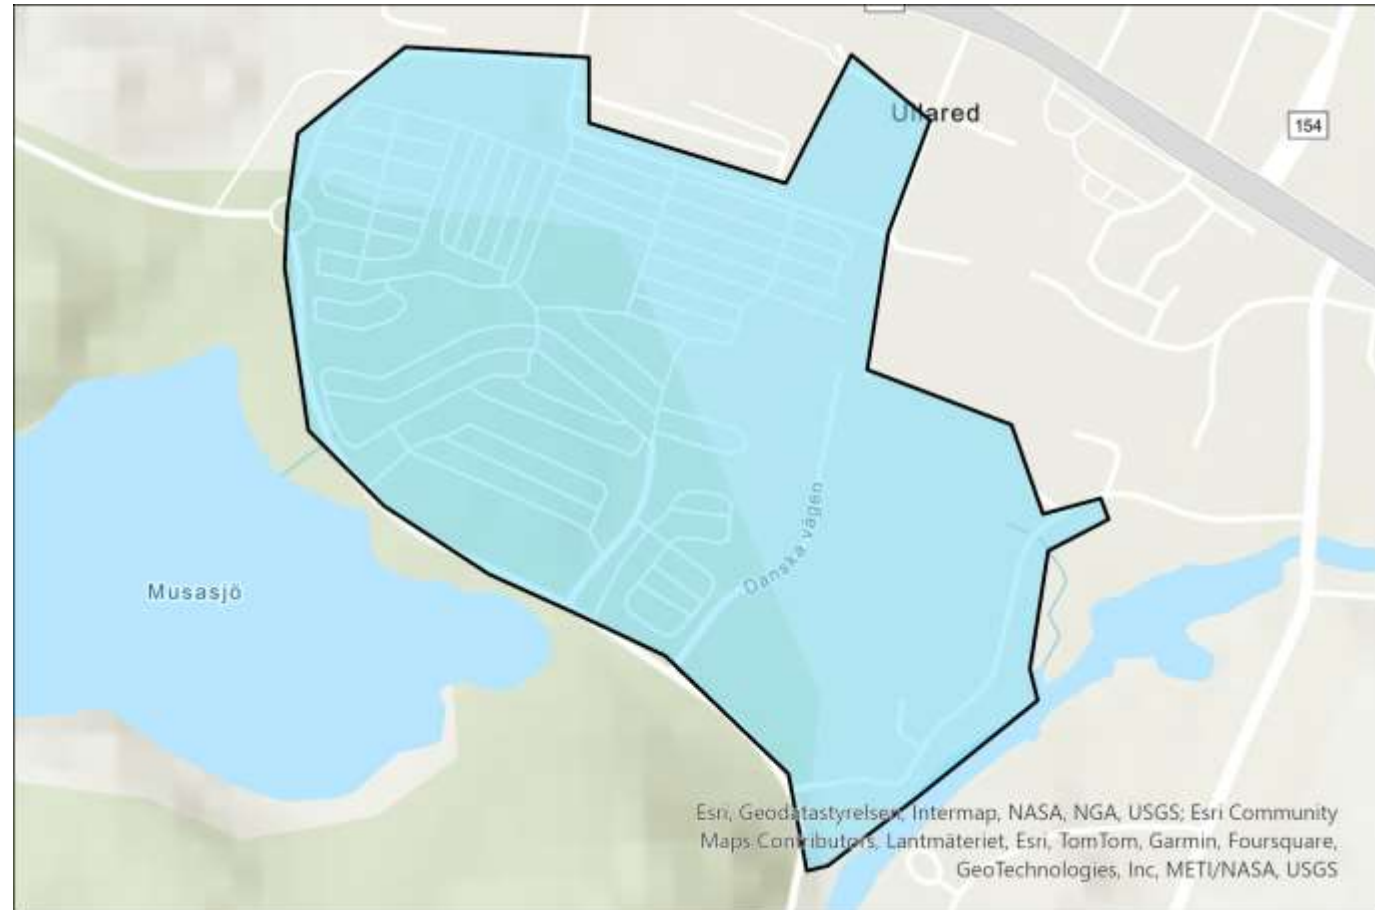 Ullared
154
Danska vägen
Musasjö
Esri, Geodatastyrelsen, Intermap, NASA, NGA, USGS; Esri Community
Maps Contributors, Lantmäteriet, Esri, TomTom, Garmin, Foursquare,
GeoTechnologies, Inc, METI/NASA, USGS